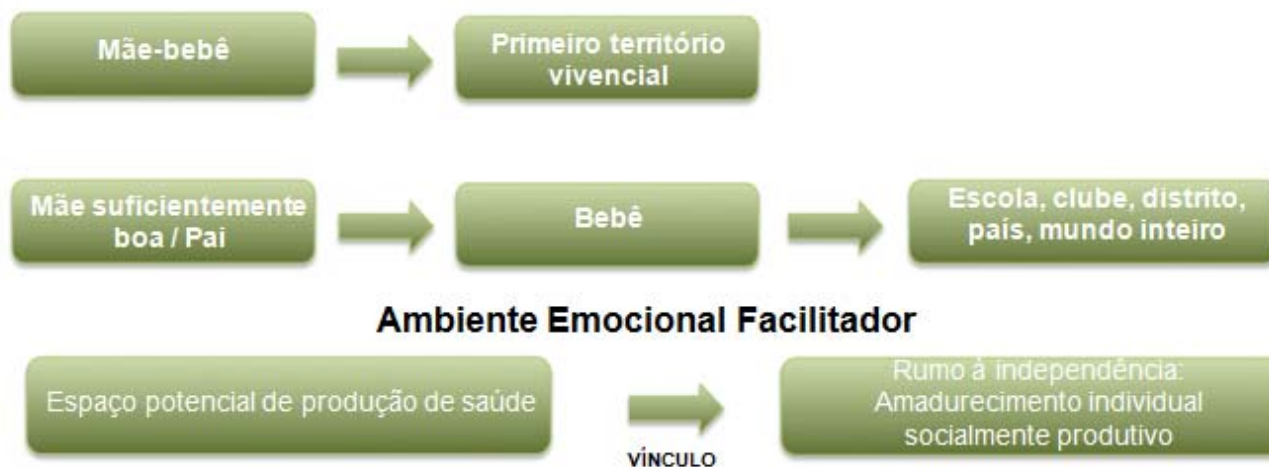 Mãe-bebê
Primeiro território
vivencial
Mãe suficientemente
boa / Pai
Bebê
Escola, clube, distrito,
país, mundo inteiro
Ambiente Emocional Facilitador
Espaço potencial de produção de saúde
VÍNCULO
Rumo à independência:
Amadurecimento individual
socialmente produtivo